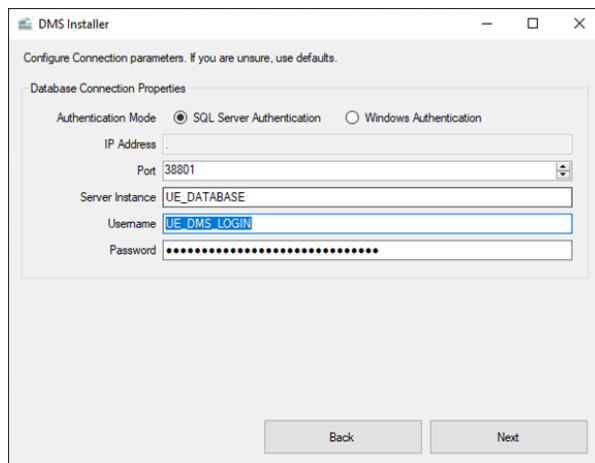 DMS Installer
Configure Connection parameters. If you are unsure, use defaults.
Database Connection Properties
Authentication Mode SQL Server Authentication Windows Authentication
IP Address .
Port 38801
Server Instance UE_DATABASE
Username UE_DMS_LOGIN
Password ••••••••••••••••••••••••••••••
Back Next